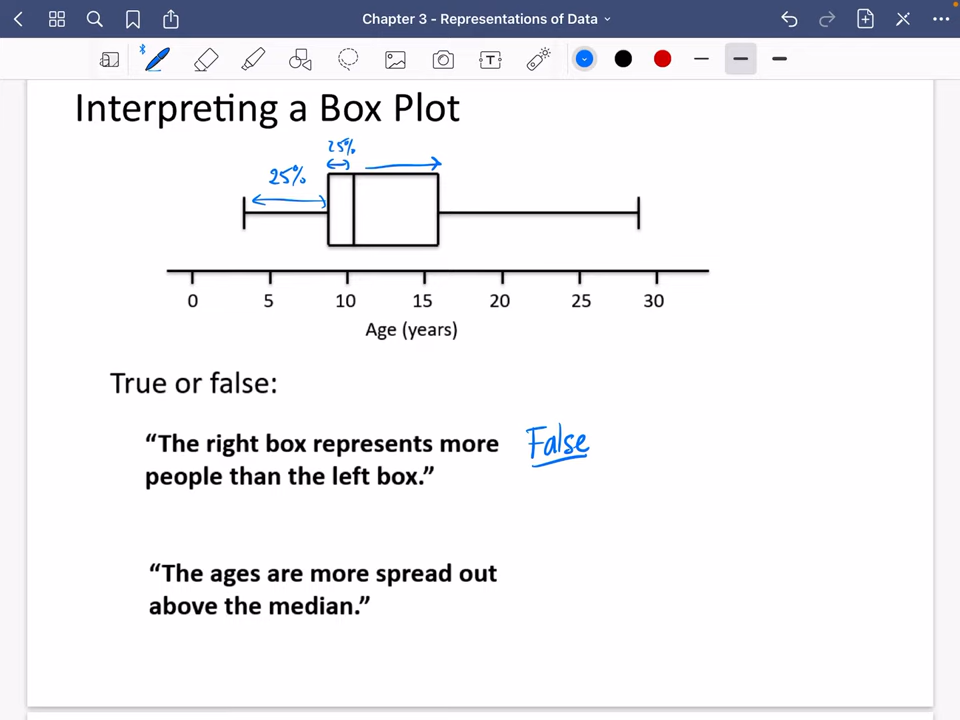 Chapter 3 - Representations of Data
T
Interpreting a Box Plot
25%
25%
0 5 10 15 20 25 30
Age (years)
True or false:
“The right box represents more False
people than the left box.”
“The ages are more spread out
above the median.”